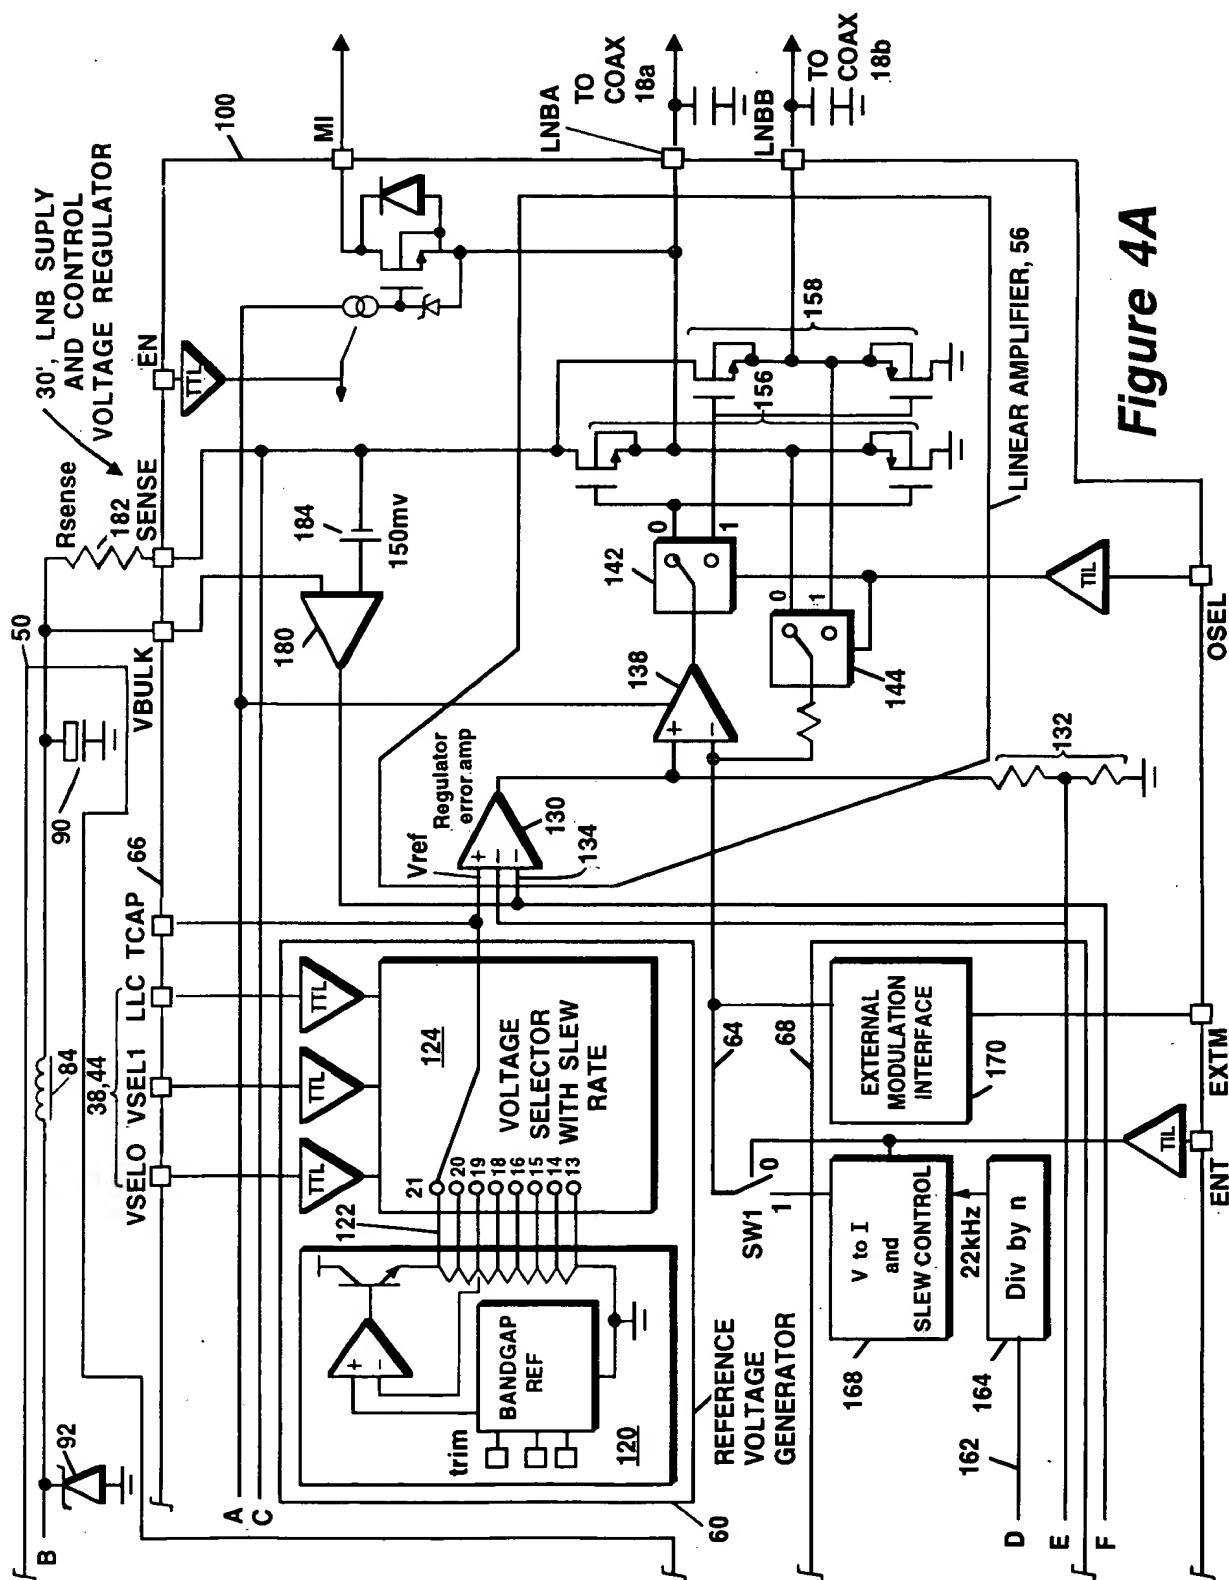 30', LNB SUPPLY
AND CONTROL
VOLTAGE REGULATOR
100
MI
LNBA
TO
COAX
18a
LNBB
TO
COAX
18b
EN
TTL
Rsense
182
SENSE
50
VBULK
90
66
TCAP
LLC
VSEL1
VSELO
38,44
84
92
B
A
C
184
150mv
180
TTL
TTL
TTL
124
VOLTAGE
SELECTOR
WITH SLEW
RATE
21
20
19
18
16
15
14
13
122
+
−
BANDGAP
REF
trim
120
60
REFERENCE
VOLTAGE
GENERATOR
Vref
Regulator
error.amp
+
−
−
130
134
138
+
−
142
0
1
144
0
1
156
158
LINEAR AMPLIFIER, 56
132
64
68
EXTERNAL
MODULATION
INTERFACE
170
SW1
1
0
V to I
and
SLEW CONTROL
168
22kHz
Div by n
164
162
D
E
F
TIL
ENT
EXTM
TIL
OSEL
Figure 4A